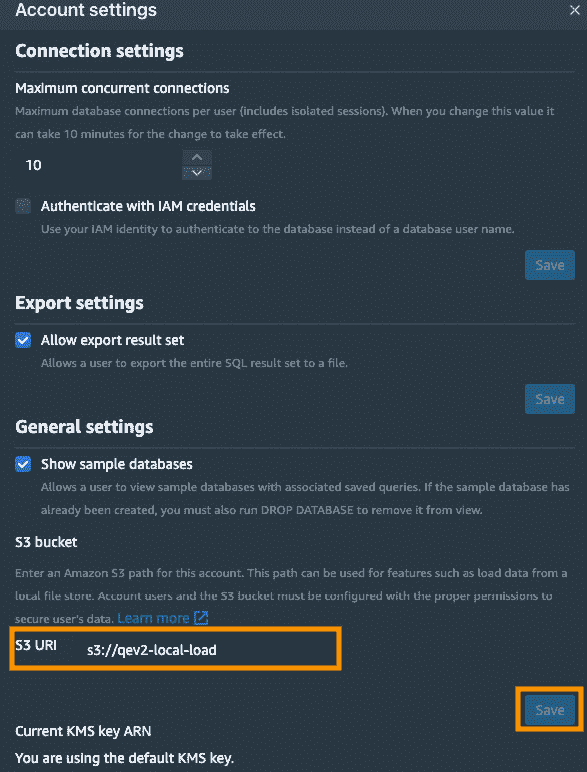 Account settings
Connection settings
Maximum concurrent connections
Maximum database connections per user (includes isolated sessions). When you change this value it
can take 10 minutes for the change to take effect.
10
Authenticate with IAM credentials
Use your IAM identity to authenticate to the database instead of a database user name.
Save
Export settings
Allow export result set
Allows a user to export the entire SQL result set to a file.
Save
General settings
Show sample databases
Allows a user to view sample databases with associated saved queries. If the sample database has
already been created, you must also run DROP DATABASE to remove it from view.
S3 bucket
Enter an Amazon S3 path for this account. This path can be used for features such as load data from a
local file store. Account users and the S3 bucket must be configured with the proper permissions to
secure user's data. Learn more
S3 URI s3://qev2-local-load
Save
Current KMS key ARN
You are using the default KMS key.